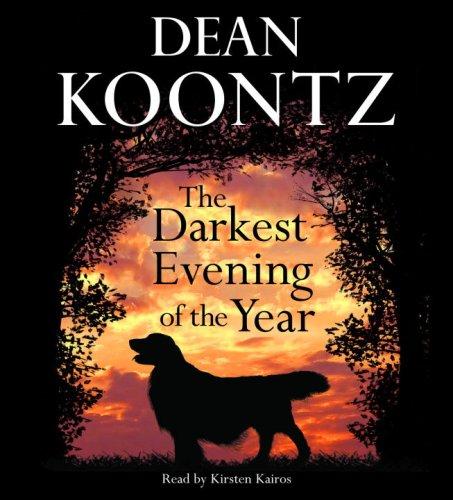 DEAN
KOONTZ
The
Darkest
Evening
of the Year
Read by Kirsten Kairos